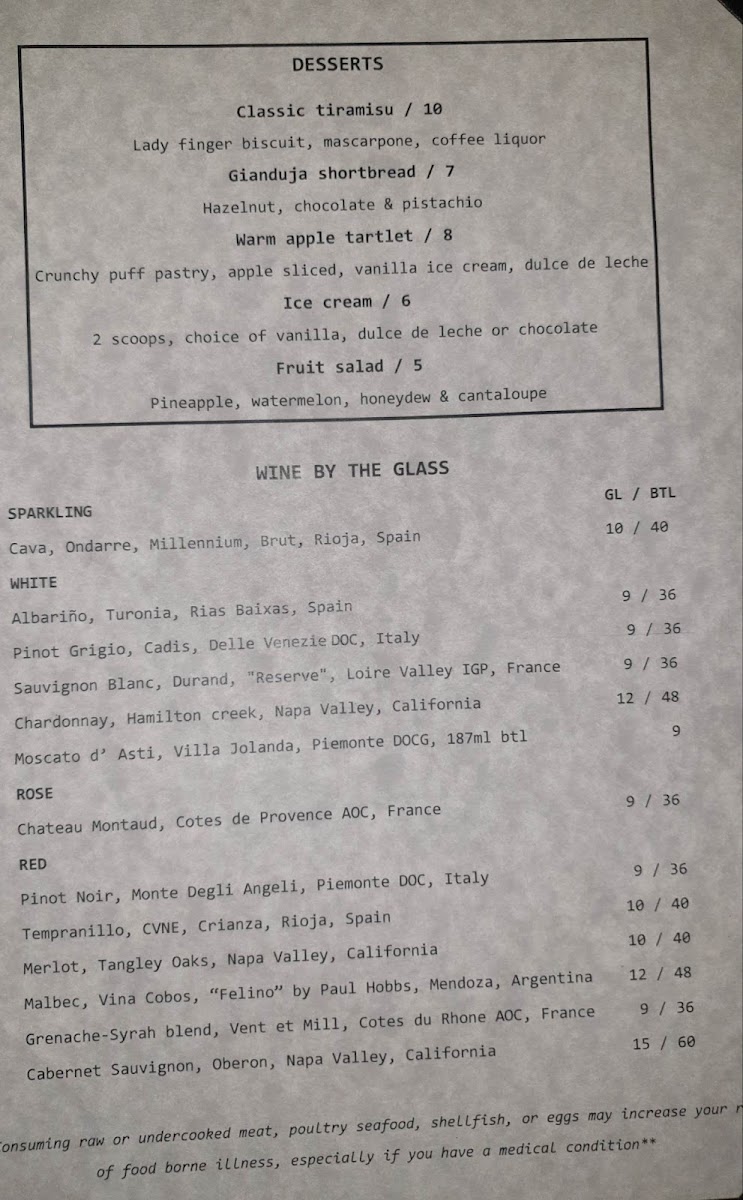 DESSERTS
Classic tiramisu / 10
Lady finger biscuit, mascarpone, coffee liquor
Gianduja shortbread / 7
Hazelnut, chocolate & pistachio
Warm apple tartlet / 8
Crunchy puff pastry, apple sliced, vanilla ice cream, dulce de leche
Ice cream / 6
2 scoops, choice of vanilla, dulce de leche or chocolate
Fruit salad / 5
Pineapple, watermelon, honeydew & cantaloupe
WINE BY THE GLASS
GL / BTL
SPARKLING
Cava, Ondarre, Millennium, Brut, Rioja, Spain 10 / 40
WHITE
Albariño, Turonia, Rias Baixas, Spain 9 / 36
Pinot Grigio, Cadis, Delle Venezie DOC, Italy 9 / 36
Sauvignon Blanc, Durand, "Reserve", Loire Valley IGP, France 9 / 36
Chardonnay, Hamilton creek, Napa Valley, California 12 / 48
Moscato d’ Asti, Villa Jolanda, Piemonte DOCG, 187ml btl 9
ROSE
Chateau Montaud, Cotes de Provence AOC, France 9 / 36
RED
Pinot Noir, Monte Degli Angeli, Piemonte DOC, Italy 9 / 36
Tempranillo, CVNE, Crianza, Rioja, Spain 10 / 40
Merlot, Tangley Oaks, Napa Valley, California 10 / 40
Malbec, Vina Cobos, “Felino” by Paul Hobbs, Mendoza, Argentina 12 / 48
Grenache-Syrah blend, Vent et Mill, Cotes du Rhone AOC, France 9 / 36
Cabernet Sauvignon, Oberon, Napa Valley, California 15 / 60
onsuming raw or undercooked meat, poultry seafood, shellfish, or eggs may increase your
of food borne illness, especially if you have a medical condition**